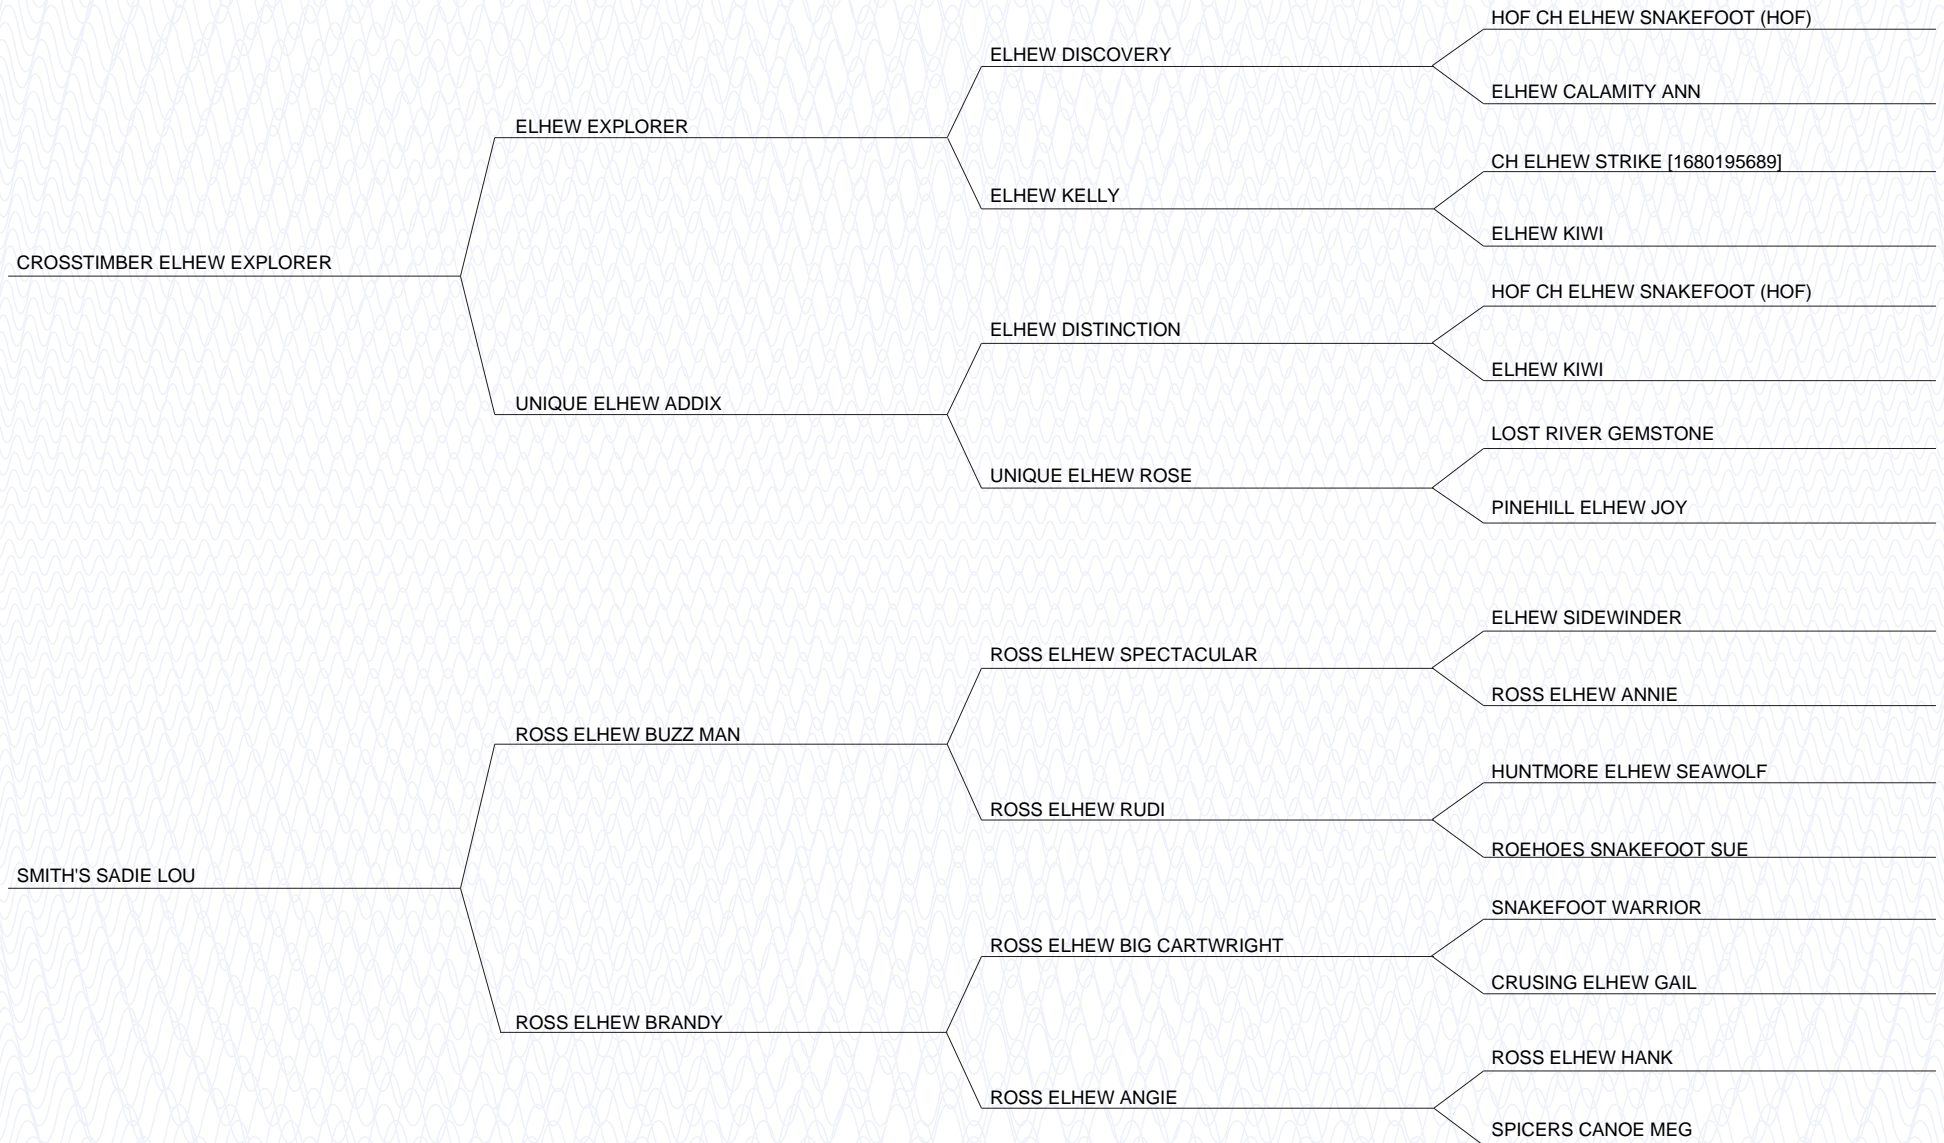 HOF CH ELHEW SNAKEFOOT (HOF)
ELHEW DISCOVERY
ELHEW CALAMITY ANN
ELHEW EXPLORER
CH ELHEW STRIKE [1680195689]
ELHEW KELLY
ELHEW KIWI
CROSSTIMBER ELHEW EXPLORER
HOF CH ELHEW SNAKEFOOT (HOF)
ELHEW DISTINCTION
ELHEW KIWI
UNIQUE ELHEW ADDIX
LOST RIVER GEMSTONE
UNIQUE ELHEW ROSE
PINEHILL ELHEW JOY
ELHEW SIDEWINDER
ROSS ELHEW SPECTACULAR
ROSS ELHEW ANNIE
ROSS ELHEW BUZZ MAN
HUNTMORE ELHEW SEAWOLF
ROSS ELHEW RUDI
ROEHOES SNAKEFOOT SUE
SMITH'S SADIE LOU
SNAKEFOOT WARRIOR
ROSS ELHEW BIG CARTWRIGHT
CRUSING ELHEW GAIL
ROSS ELHEW BRANDY
ROSS ELHEW HANK
ROSS ELHEW ANGIE
SPICERS CANOE MEG